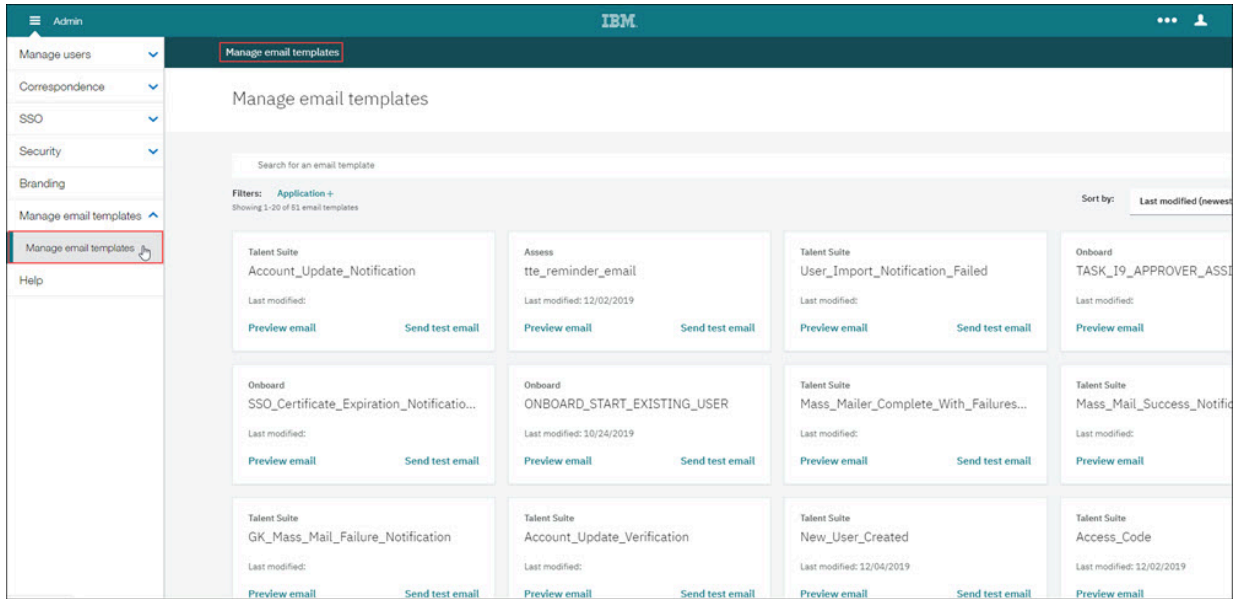 Admin
IBM
Manage users
Correspondence
SSO
Security
Branding
Manage email templates
Manage email templates
Help
Manage email templates
Manage email templates
Search for an email template
Filters: Application +
Showing 1-20 of 51 email templates
Sort by: Last modified (newest
Talent Suite
Account_Update_Notification
Last modified:
Preview email Send test email
Assess
tte_reminder_email
Last modified: 12/02/2019
Preview email Send test email
Talent Suite
User_Import_Notification_Failed
Last modified:
Preview email Send test email
Onboard
TASK_I9_APPROVER_ASSI
Last modified:
Preview email
Onboard
SSO_Certificate_Expiration_Notificatio...
Last modified:
Preview email Send test email
Onboard
ONBOARD_START_EXISTING_USER
Last modified: 10/24/2019
Preview email Send test email
Talent Suite
Mass_Mailer_Complete_With_Failures...
Last modified:
Preview email Send test email
Talent Suite
Mass_Mail_Success_Notific
Last modified:
Preview email
Talent Suite
GK_Mass_Mail_Failure_Notification
Last modified:
Preview email Send test email
Talent Suite
Account_Update_Verification
Last modified:
Preview email Send test email
Talent Suite
New_User_Created
Last modified: 12/04/2019
Preview email Send test email
Talent Suite
Access_Code
Last modified: 12/02/2019
Preview email